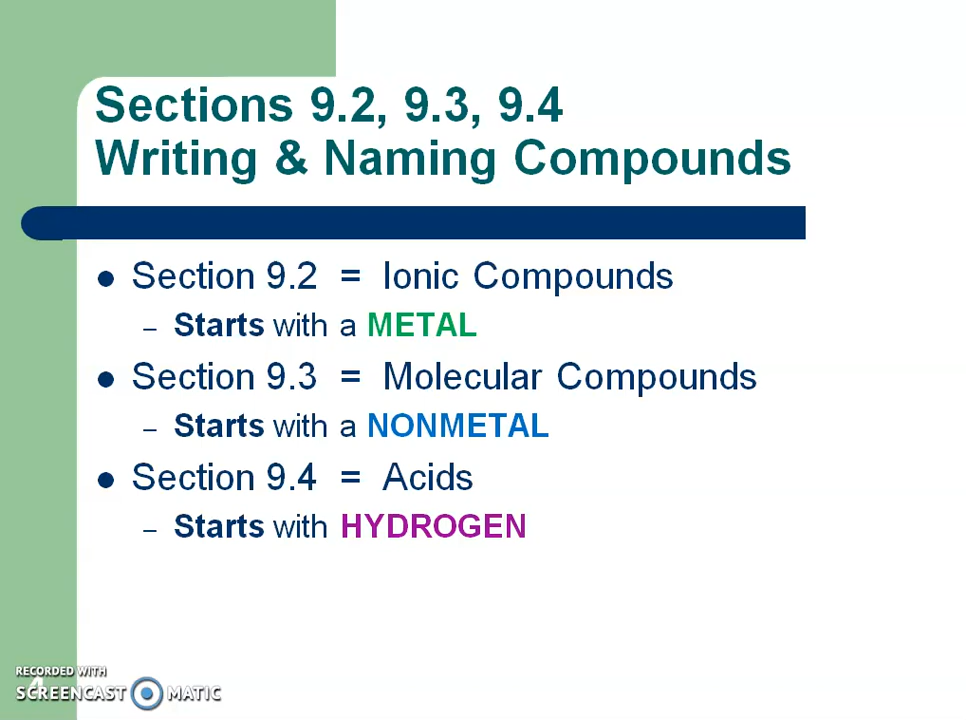 Sections 9.2, 9.3, 9.4
Writing & Naming Compounds
● Section 9.2 = Ionic Compounds
– Starts with a METAL
● Section 9.3 = Molecular Compounds
– Starts with a NONMETAL
● Section 9.4 = Acids
– Starts with HYDROGEN
RECORDED WITH
SCREENCAST MATIC